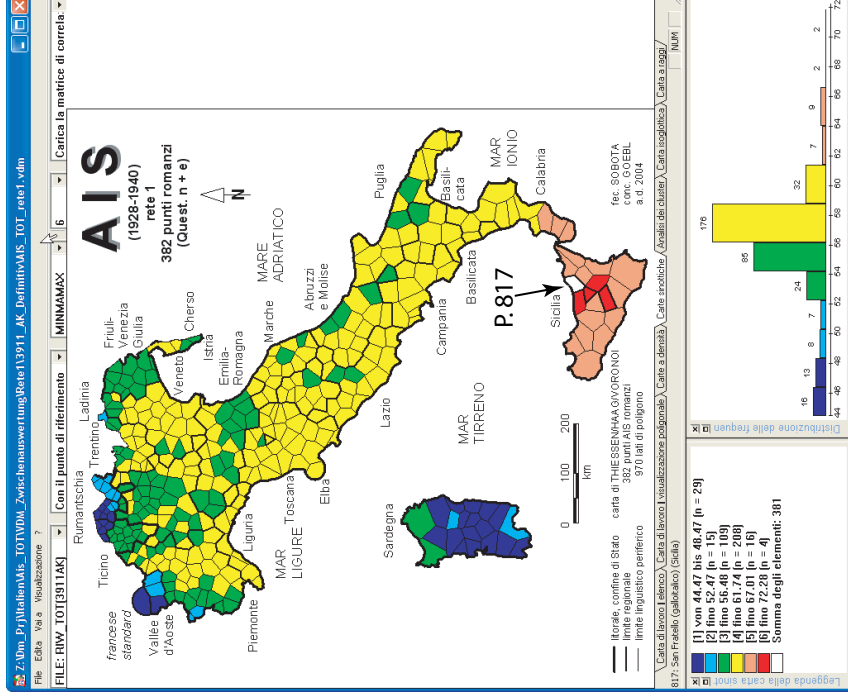 Z:\Dm_Prj\Italien\AIs_TOT\VDM_Zwischenauswertung\Rete1\3911_AK_Definitiv\AIS_TOT_rete1.vdm
File Edita Vai a Visualizzazione ?
FILE: RIW_TOT[3911AK]
Con il punto di riferimento
MINMAMAX
6
Carica la matrice di correla:
AIS
(1928-1940)
rete 1
382 punti romanzi
(Quest. n + e)
N
francese
standard
Vallée
d'Aoste
Ticino
Rumantschia
Trentino
Ladinia
Friuli-
Venezia
Giulia
Veneto
Cherso
Istria
Emilia-
Romagna
Marche
MARE
ADRIATICO
Abruzzi
e Molise
Puglia
Basili-
cata
MAR
IONIO
Calabria
Piemonte
Liguria
MAR
LIGURE
Toscana
Elba
Lazio
Campania
Basilicata
MAR
TIRRENO
Sardegna
Sicilia
P.817
0 100 200
km
litorale, confine di Stato
limite regionale
limite linguistico periferico
carta di THIESSEN/HAAG/VORONOI
382 punti AIS romanzi
970 lati di poligono
rec. SOBOTA
conc. GOEBL
a.d. 2004
Carta di lavoro | elenco
Carta di lavoro | visualizzazione poligonale
Carte a densità
Carte sinottiche
Analisi dei cluster
Carta isoglottica
Carta a raggi
817: San Fratello (galloitalico) (Sicilia)
NUM
Leggenda della carta sinot
[1] von 44.47 bis 48.47 (n = 29)
[2] fino 52.47 (n = 15)
[3] fino 56.48 (n = 109)
[4] fino 61.74 (n = 208)
[5] fino 67.01 (n = 16)
[6] fino 72.28 (n = 4)
Somma degli elementi: 381
Distribuzione delle frequen
16 13 8 7 24 85 176 32 7 9 2 2
44 46 48 50 52 54 56 58 60 62 64 66 68 70 72